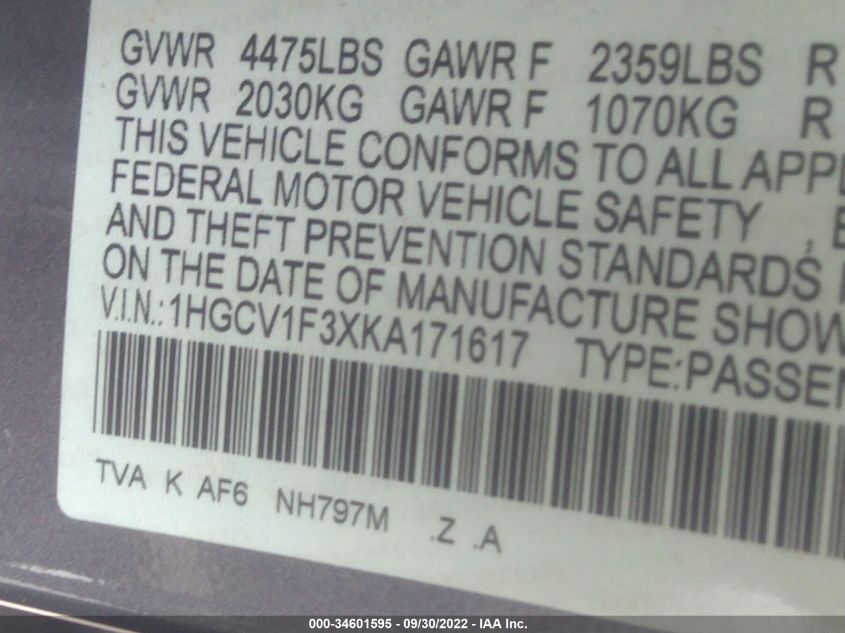 GVWR 4475LBS GAWR F 2359LBS R
GVWR 2030KG GAWR F 1070KG R
THIS VEHICLE CONFORMS TO ALL APPL
FEDERAL MOTOR VEHICLE SAFETY , B
AND THEFT PREVENTION STANDARDS
ON THE DATE OF MANUFACTURE SHOW
V.I.N.: 1HGCV1F3XKA171617 TYPE:PASSEN
TVA K AF6 NH797M .Z .A
000-34601595 - 09/30/2022 - IAA Inc.